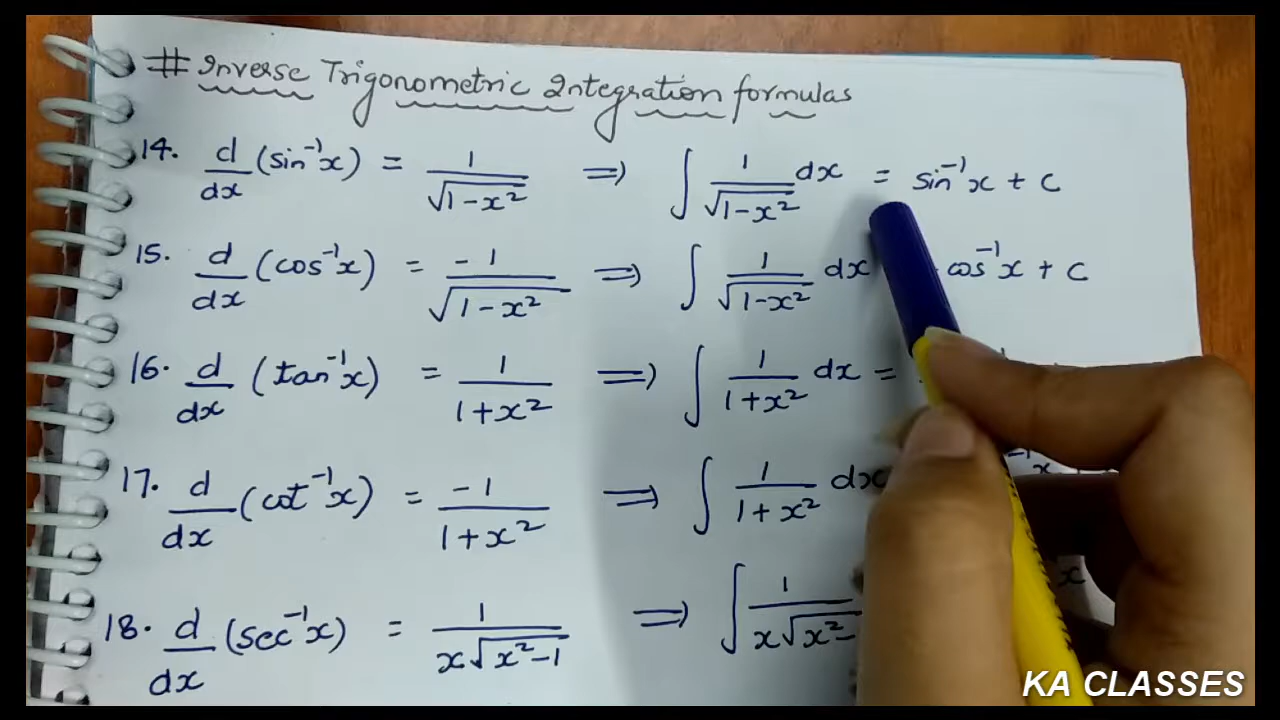 # Inverse Trigonometric Integration formulas
14. d/dx (sin⁻¹x) = 1/√(1-x²) ⇒ ∫ 1/√(1-x²) dx = sin⁻¹x + c
15. d/dx (cos⁻¹x) = -1/√(1-x²) ⇒ ∫ 1/√(1-x²) dx cos⁻¹x + c
16. d/dx (tan⁻¹x) = 1/(1+x²) ⇒ ∫ 1/(1+x²) dx =
17. d/dx (cot⁻¹x) = -1/(1+x²) ⇒ ∫ 1/(1+x²) dx ⁻¹x
18. d/dx (sec⁻¹x) = 1/(x√(x²-1)) ⇒ ∫ 1/x√x²- x
KA CLASSES